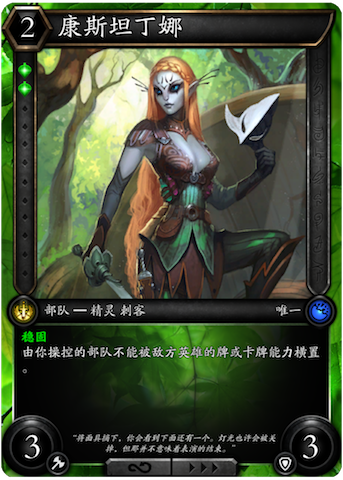 2 康斯坦丁娜
部队 — 精灵 刺客 唯一
稳固
由你操控的部队不能被敌方英雄的牌或卡牌能力横置
。
“将面具摘下，你会看到下面还有一个。灯光也许会被关
掉，但那并不意味着表演的结束。”
3 3